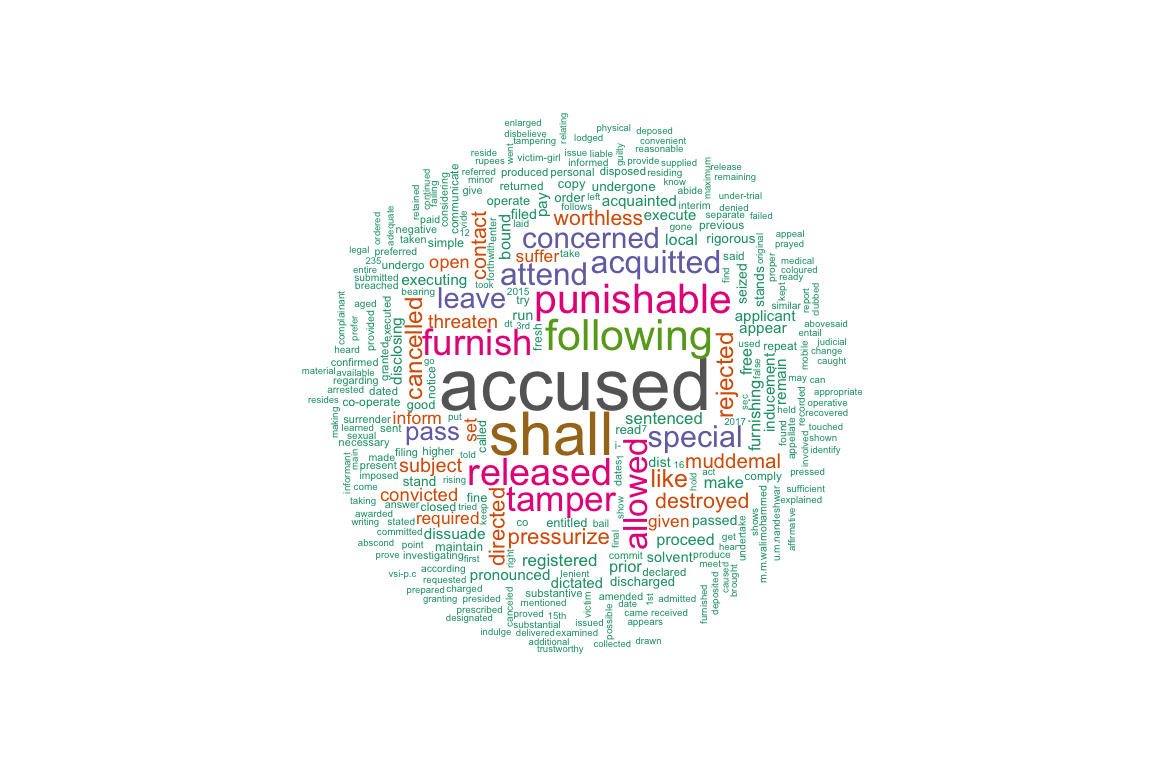 enlarged
disbelieve
tampering
relating
lodged
physical
deposed
convenient
reasonable
reside
rupees
went
victim-girl
issue
liable
guilty
informed
provide
supplied
referred
minor
give
produced
personal
disposed
residing
know
maximum
release
remaining
retained
continued
failing
considering
communicate
operate
returned
copy
undergone
abide
under-trial
ordered
adequate
negative
paid
vide
12
enter
filed
laid
pay
order
left
follows
acquainted
interim
denied
separate
failed
contact
bound
worthless
execute
gone
previous
legal
preferred
taken
simple
forthwith
concerned
local
rigorous
appeal
prayed
235
entire
submitted
breached
undergo
open
suffer
take
acquitted
said
find
original
proper
medical
coloured
ready
executing
took
attend
seized
stands
kept
report
dubbed
similar
bearing
leave
2015
try
punishable
applicant
appear
abovesaid
entail
judicial
change
caught
complainant
prefer
aged
provided
executed
cancelled
threaten
dt
3rd
run
fresh
following
used
repeat
mobile
heard
confirmed
available
material
regarding
granted
disclosing
furnish
go
notice
rejected
free
false
inducement
remain
may
can
arrested
dated
resides
co-operate
good
accused
sec
furnishing
held
found
appellate
recorded
appropriate
operative
recovered
making
surrender
learned
sexual
necessary
sent
inform
put
set
called
shall
sentenced
read
7
2017
involved
touched
shown
identify
pass
told
i-
special
informant
main
made
present
imposed
filing
higher
subject
rising
released
dates
1
allowed
dist
16
muddemal
act
hold
pressed
come
stand
like
make
comply
sufficient
explained
taking
convicted
fine
tamper
show
destroyed
awarded
writing
answer
stated
closed
tried
keep
required
directed
co
entitled
bail
final
given
passed
undertake
shows
m.m.walimohammed
u.m.nandeshwar
affirmative
committed
dissuade
pressurize
proceed
get
hear
abscond
point
maintain
prove
investigating
first
right
registered
commit
prior
solvent
produce
meet
vsi-p.c
according
requested
pronounced
lenient
dictated
declared
discharged
caused
brought
prepared
charged
granting
presided
substantive
mentioned
victim
amended
date
1st
admitted
furnished
deposited
prescribed
designated
canceled
proved
15th
substantial
issued
possible
came
received
appears
indulge
delivered
examined
additional
trustworthy
collected
drawn